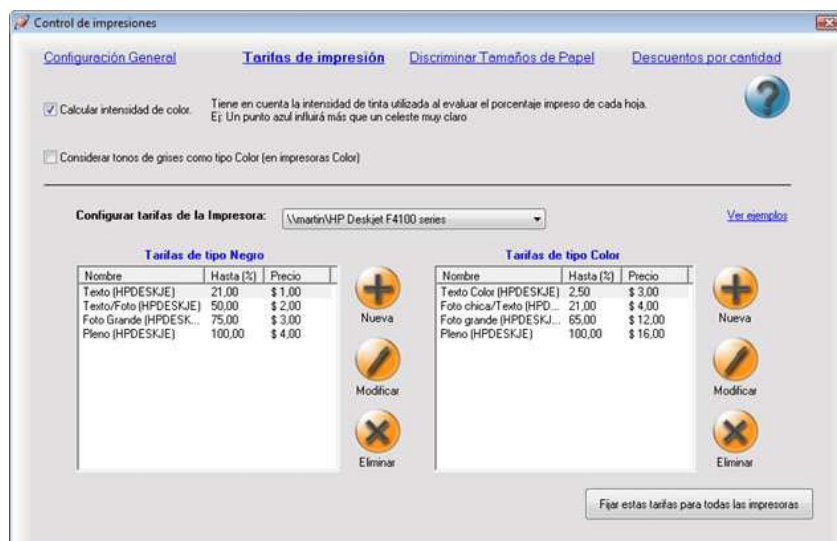 Control de impresiones
Configuración General Tarifas de impresión Discriminar Tamaños de Papel Descuentos por cantidad
Calcular intensidad de color. Tiene en cuenta la intensidad de tinta utilizada al evaluar el porcentaje impreso de cada hoja.
Ej: Un punto azul influirá más que un celeste muy claro
Considerar tonos de grises como tipo Color (en impresoras Color)
Configurar tarifas de la Impresora: \\martin\HP Deskjet F4100 series Ver ejemplos
Tarifas de tipo Negro
Nombre Hasta (%) Precio
Texto (HPDESKJE) 21,00 $ 1,00
Texto/Foto (HPDESKJE) 50,00 $ 2,00
Foto Grande (HPDESK... 75,00 $ 3,00
Pleno (HPDESKJE) 100,00 $ 4,00
Nueva
Modificar
Eliminar
Tarifas de tipo Color
Nombre Hasta (%) Precio
Texto Color (HPDESKJE) 2,50 $ 3,00
Foto chica/Texto (HPD... 21,00 $ 4,00
Foto grande (HPDESKJ... 65,00 $ 12,00
Pleno (HPDESKJE) 100,00 $ 16,00
Nueva
Modificar
Eliminar
Fijar estas tarifas para todas las impresoras